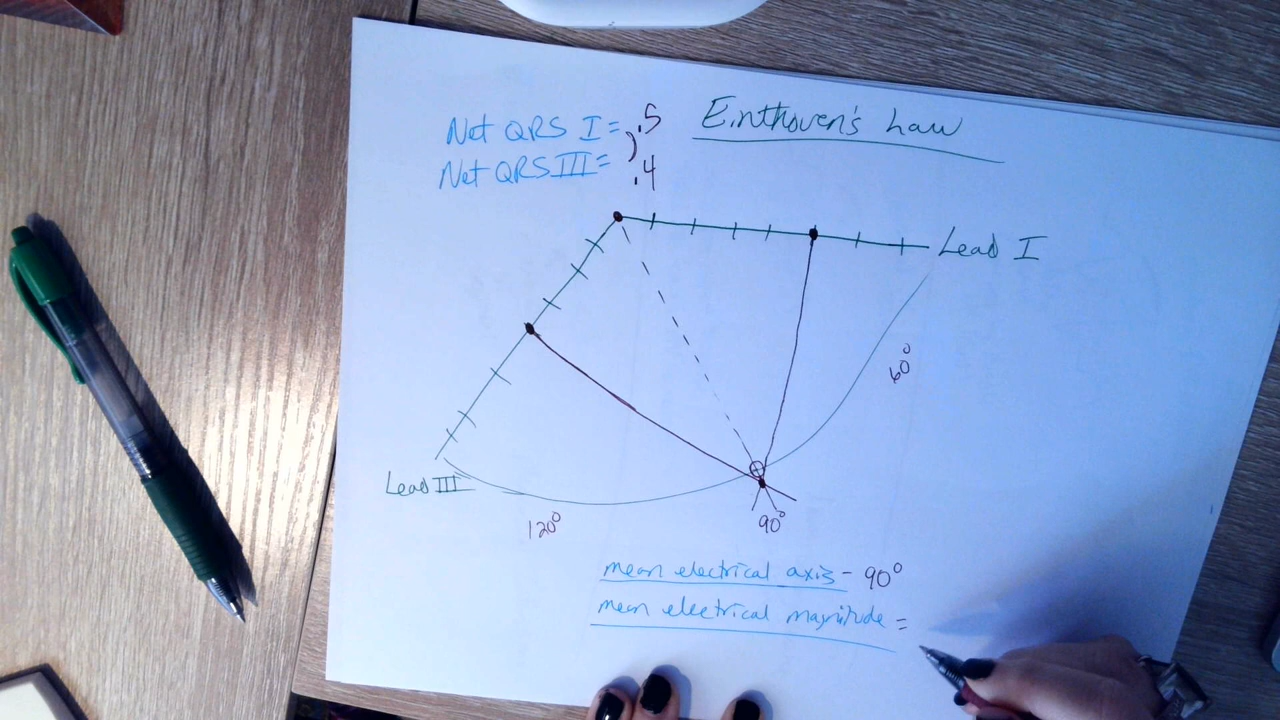 Einthoven's Law
Net QRS I = .5
Net QRS III = .4
Lead I
60°
Lead III
120°
90°
mean electrical axis - 90°
mean electrical magnitude =